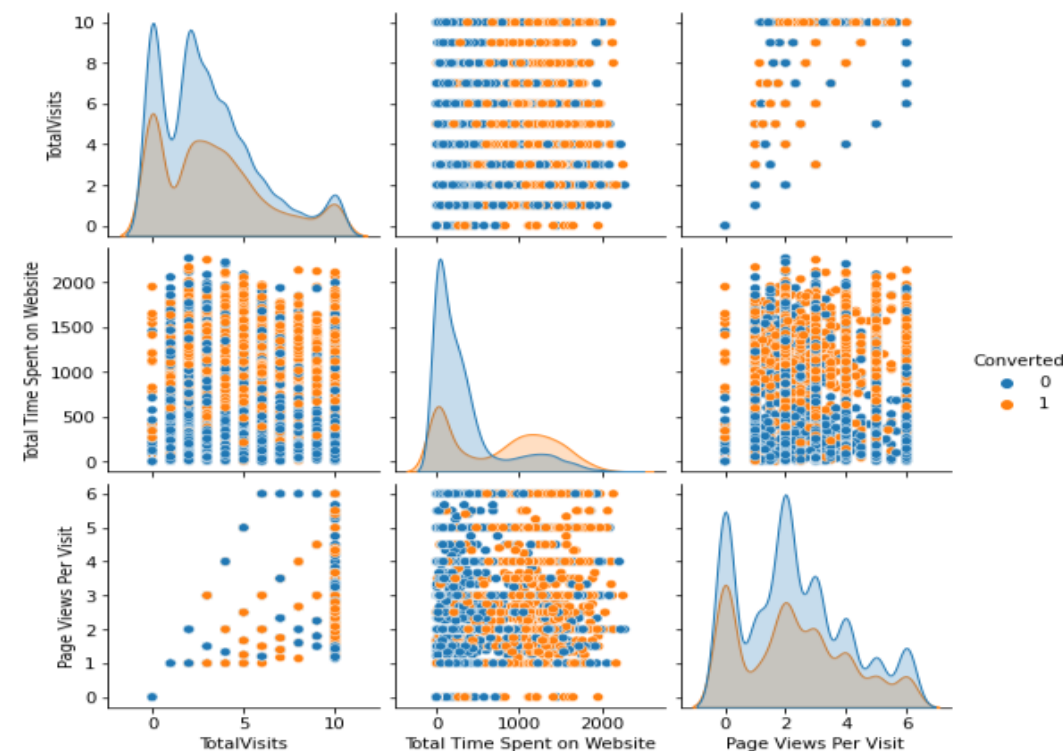 TotalVisits
10
8
6
4
2
0
Total Time Spent on Website
2000
1500
1000
500
0
Converted
0
1
Page Views Per Visit
6
5
4
3
2
1
0
0 5 10
TotalVisits
0 1000 2000
Total Time Spent on Website
0 2 4 6
Page Views Per Visit